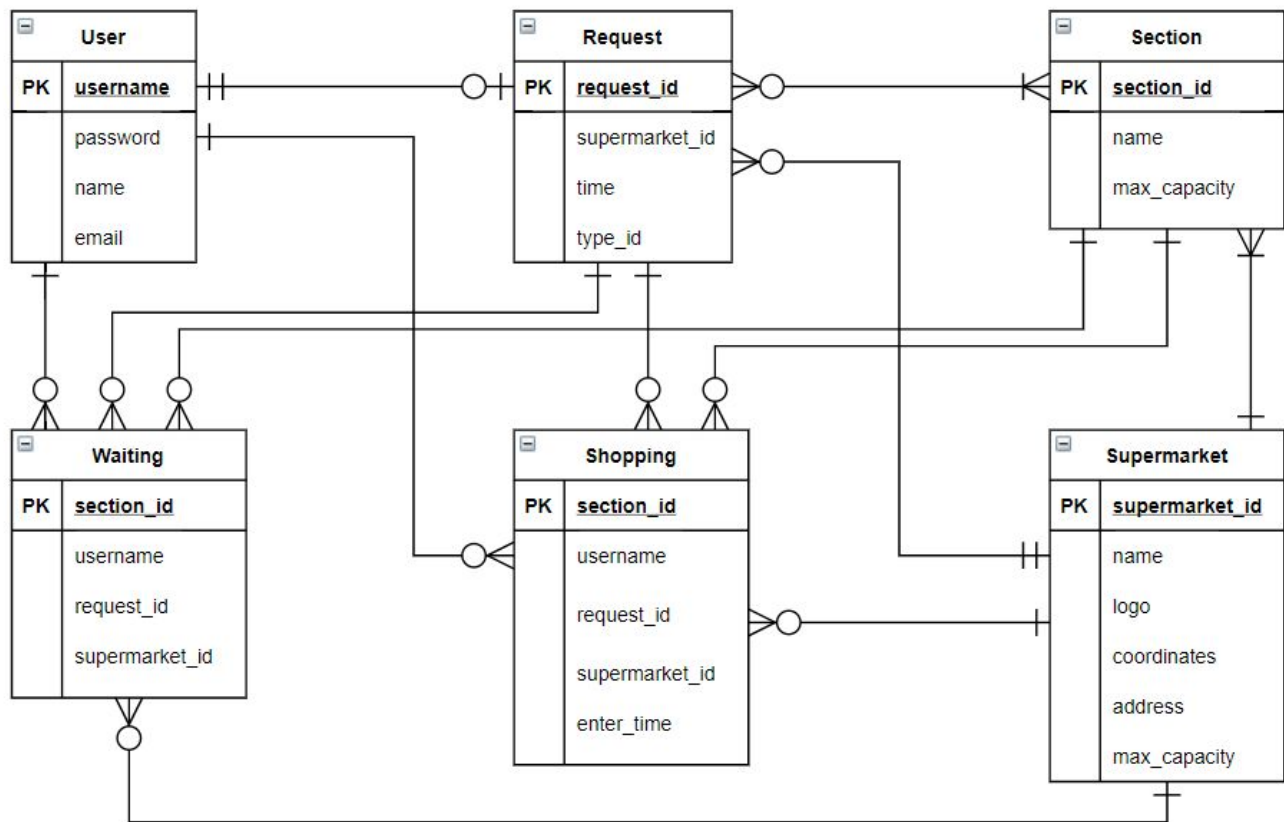 User
PK username
password
name
email
Request
PK request_id
supermarket_id
time
type_id
Section
PK section_id
name
max_capacity
Waiting
PK section_id
username
request_id
supermarket_id
Shopping
PK section_id
username
request_id
supermarket_id
enter_time
Supermarket
PK supermarket_id
name
logo
coordinates
address
max_capacity